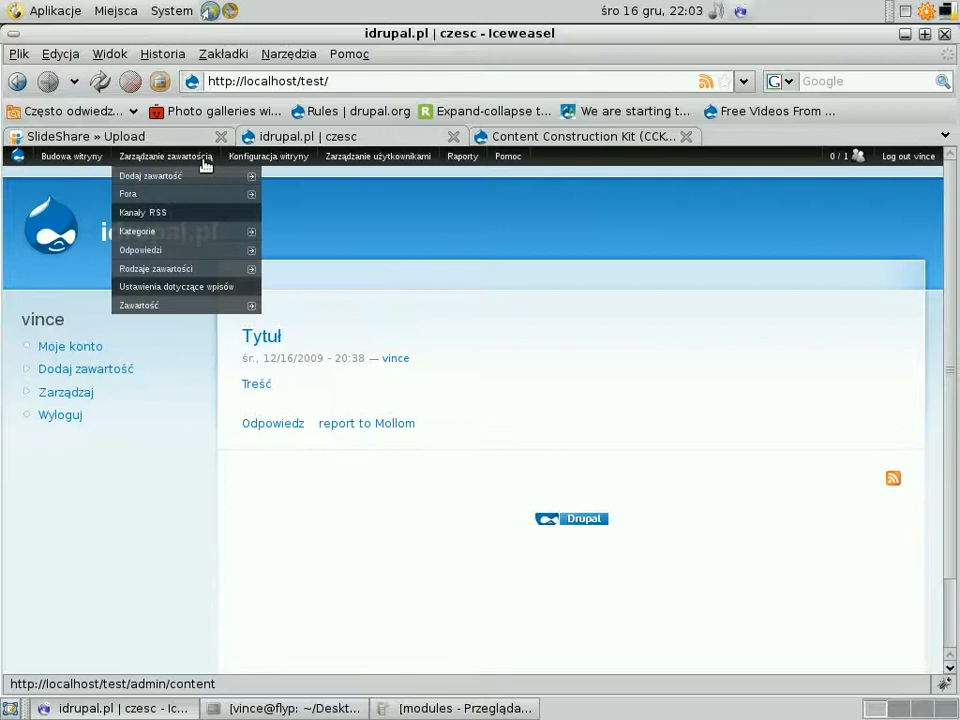 Aplikacje Miejsca System śro 16 gru, 22:03
idrupal.pl | czesc - Iceweasel
Plik Edycja Widok Historia Zakładki Narzędzia Pomoc
http://localhost/test/ Google
Często odwiedz... Photo galleries wi... Rules | drupal.org Expand-collapse t... We are starting t... Free Videos From ...
SlideShare » Upload idrupal.pl | czesc Content Construction Kit (CCK...
Budowa witryny Zarządzanie zawartością Konfiguracja witryny Zarządzanie użytkownikami Raporty Pomoc 0 / 1 Log out vince
Dodaj zawartość
Fora
Kanały RSS
Kategorie
idrupal.pl
Odpowiedzi
Rodzaje zawartości
Ustawienia dotyczące wpisów
Zawartość
vince
Moje konto
Dodaj zawartość
Zarządzaj
Wyloguj
Tytuł
śr., 12/16/2009 - 20:38 — vince
Treść
Odpowiedz report to Mollom
Drupal
http://localhost/test/admin/content
idrupal.pl | czesc - Ic... [vince@flyp: ~/Deskt... [modules - Przegląda...